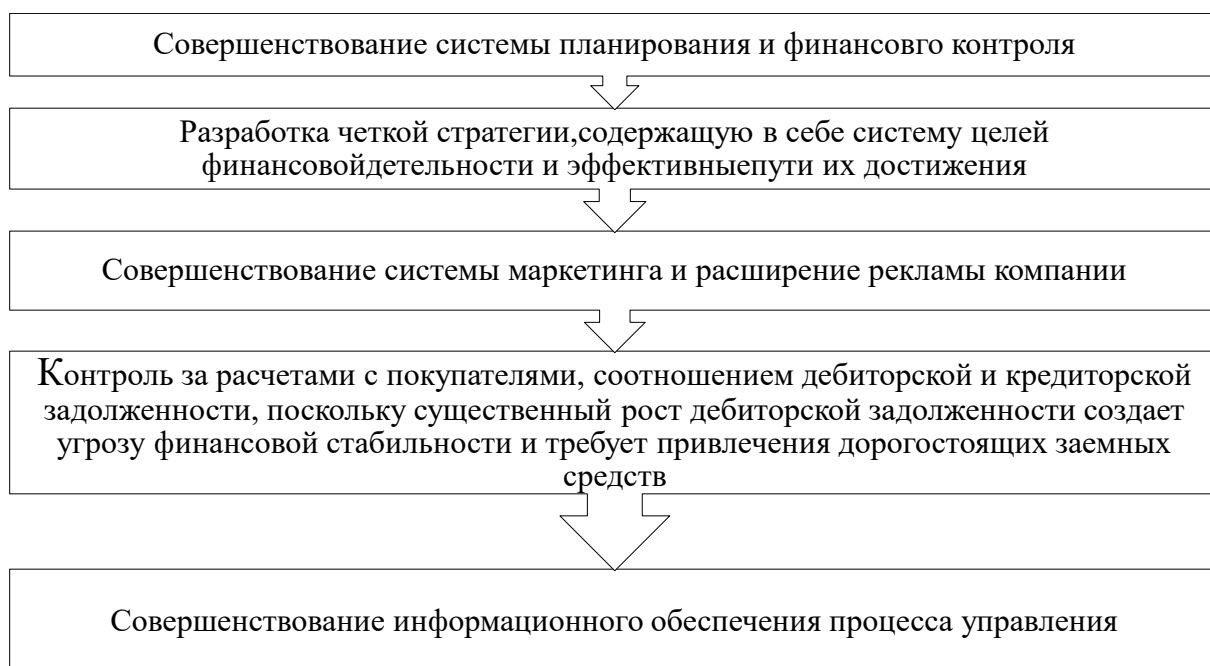 Совершенствование системы планирования и финансовго контроля
Разработка четкой стратегии,содержащую в себе систему целей
финансовойдетельности и эффективныепути их достижения
Совершенствование системы маркетинга и расширение рекламы компании
Контроль за расчетами с покупателями, соотношением дебиторской и кредиторской
задолженности, поскольку существенный рост дебиторской задолженности создает
угрозу финансовой стабильности и требует привлечения дорогостоящих заемных
средств
Совершенствование информационного обеспечения процесса управления